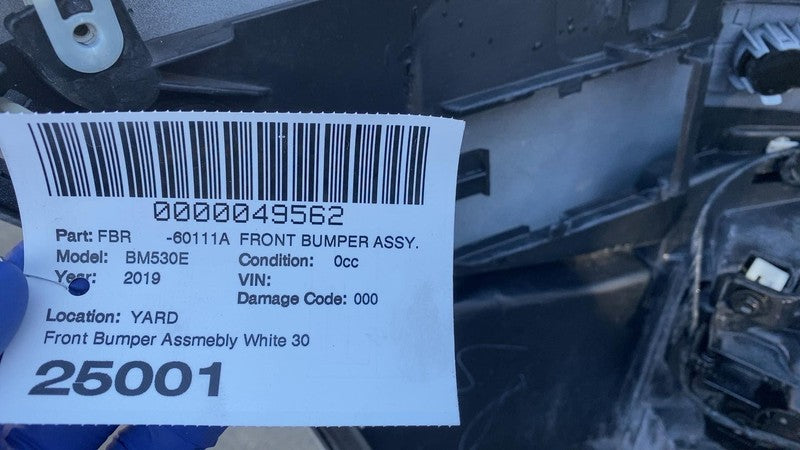 0000049562
Part: FBR -60111A FRONT BUMPER ASSY.
Model: BM530E Condition: 0cc
Year: 2019 VIN:
Damage Code: 000
Location: YARD
Front Bumper Assmebly White 30
25001